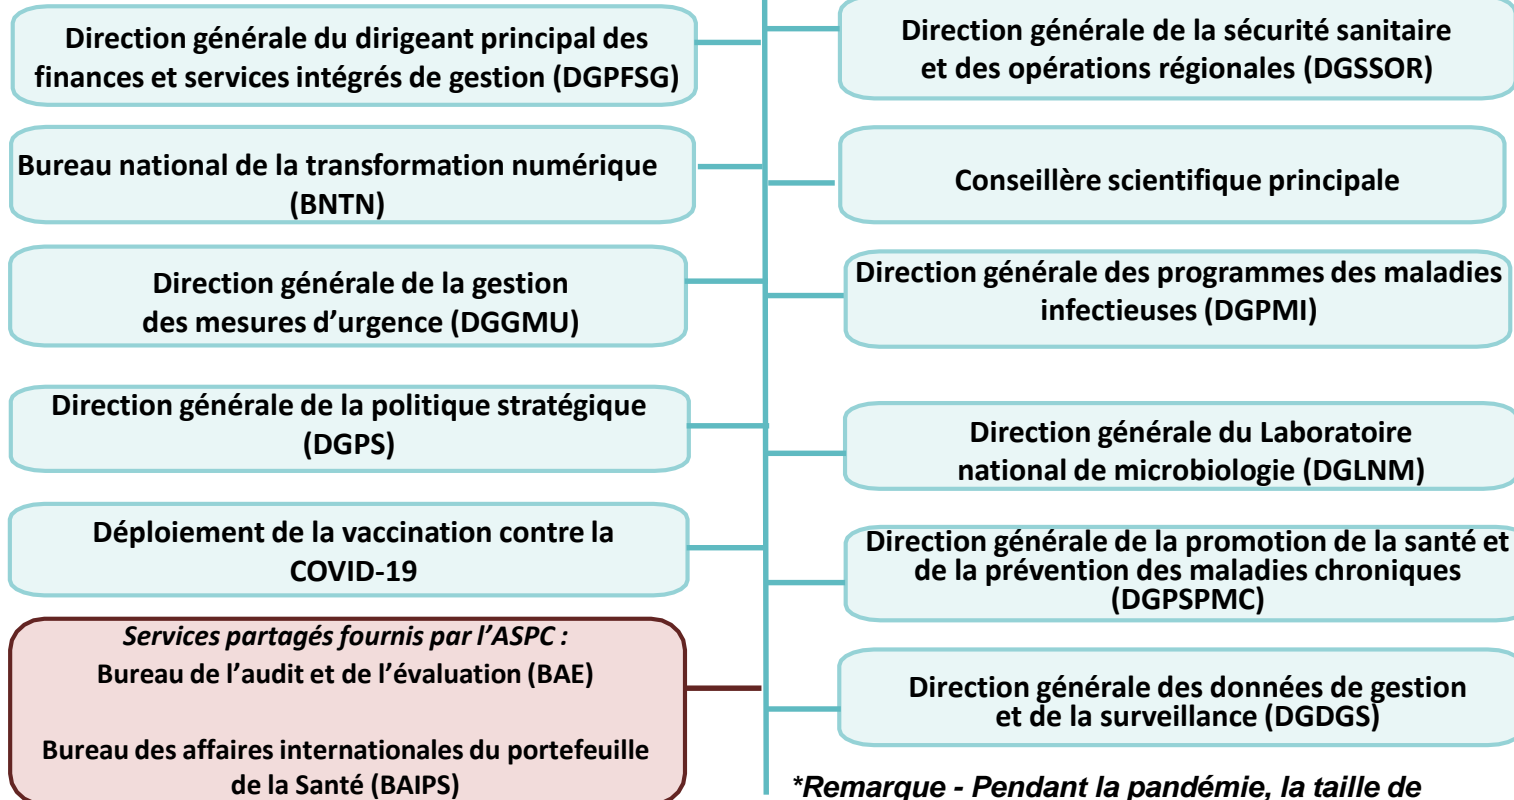 Direction générale du dirigeant principal des
finances et services intégrés de gestion (DGPFSG)
Bureau national de la transformation numérique
(BNTN)
Direction générale de la gestion
des mesures d’urgence (DGGMU)
Direction générale de la politique stratégique
(DGPS)
Déploiement de la vaccination contre la
COVID-19
Services partagés fournis par l’ASPC :
Bureau de l’audit et de l’évaluation (BAE)
Bureau des affaires internationales du portefeuille
de la Santé (BAIPS)
Direction générale de la sécurité sanitaire
et des opérations régionales (DGSSOR)
Conseillère scientifique principale
Direction générale des programmes des maladies
infectieuses (DGPMI)
Direction générale du Laboratoire
national de microbiologie (DGLNM)
Direction générale de la promotion de la santé et
de la prévention des maladies chroniques
(DGPSPMC)
Direction générale des données de gestion
et de la surveillance (DGDGS)
*Remarque - Pendant la pandémie, la taille de